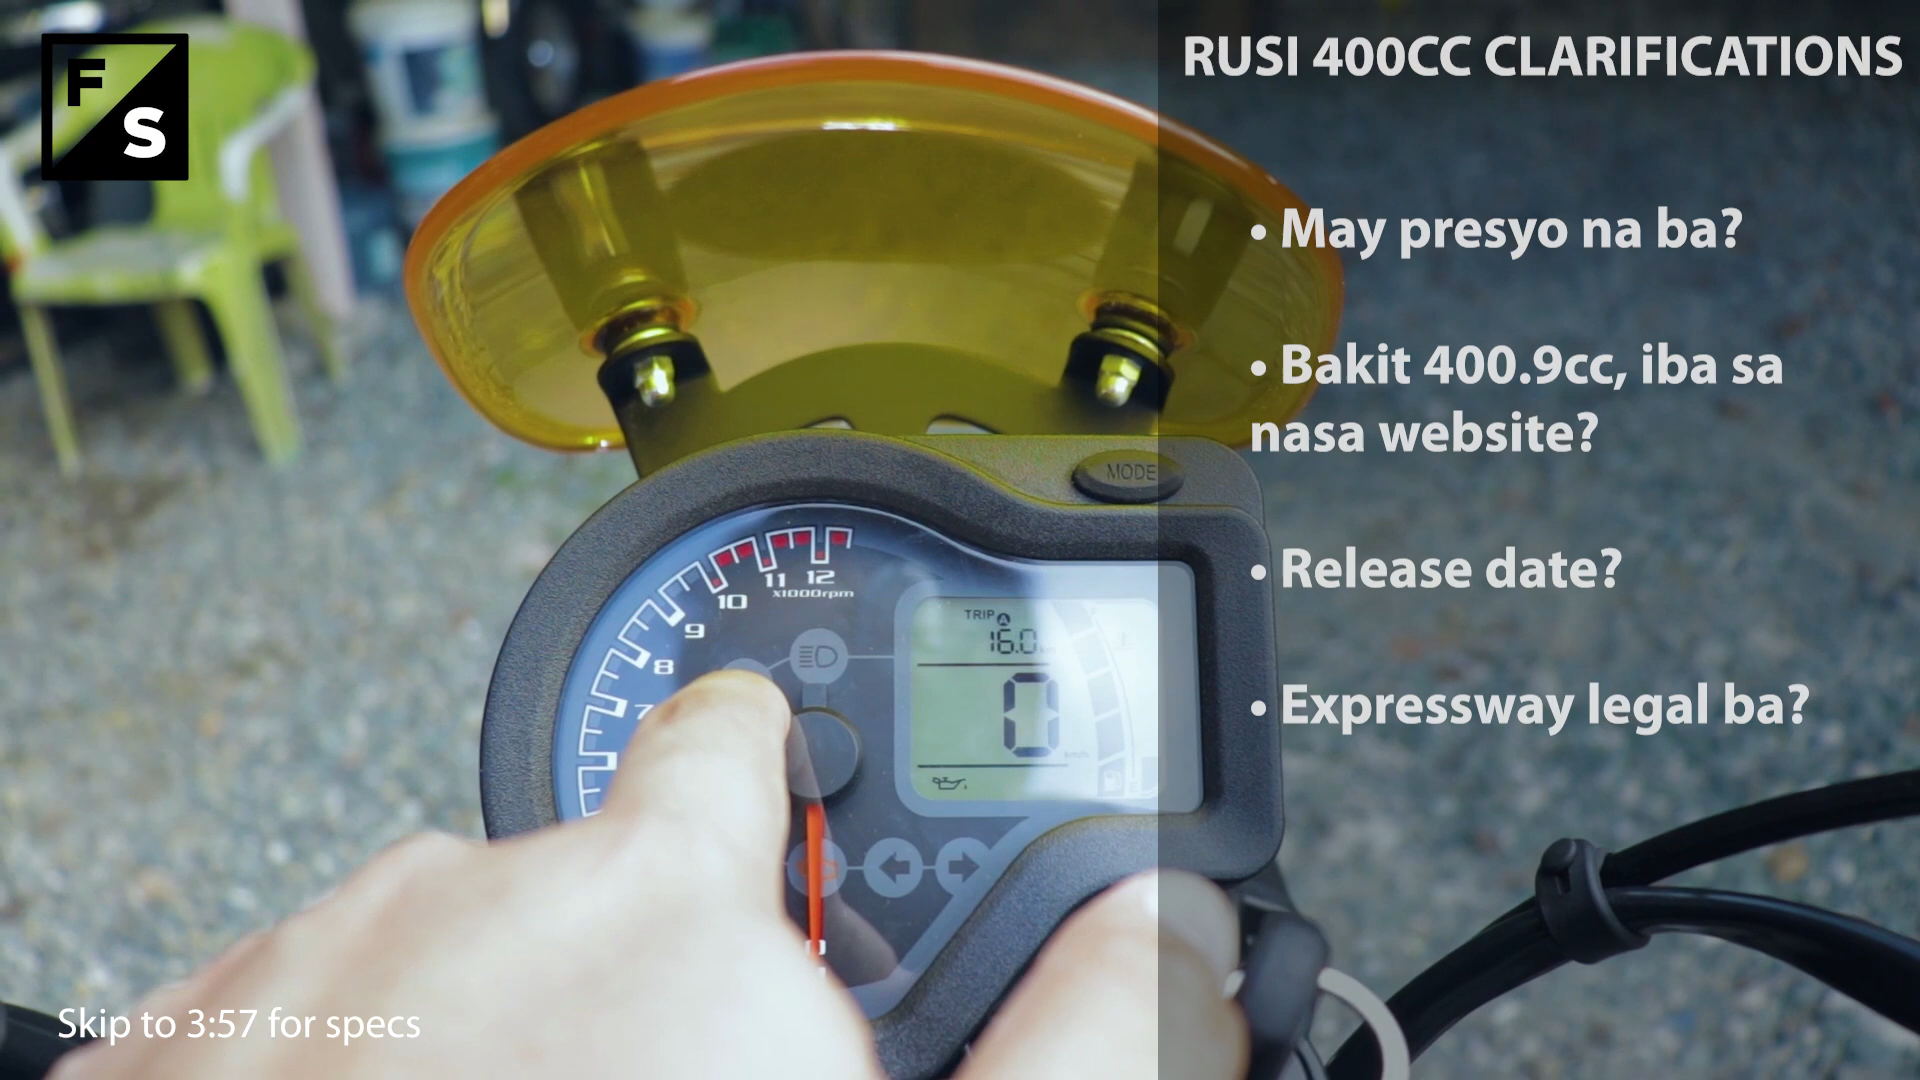 F
S
RUSI 400CC CLARIFICATIONS
• May presyo na ba?
• Bakit 400.9cc, iba sa
nasa website?
• Release date?
• Expressway legal ba?
MODE
11 12
x1000rpm
10
9
8
7
TRIP A
16.0
0
0
Skip to 3:57 for specs